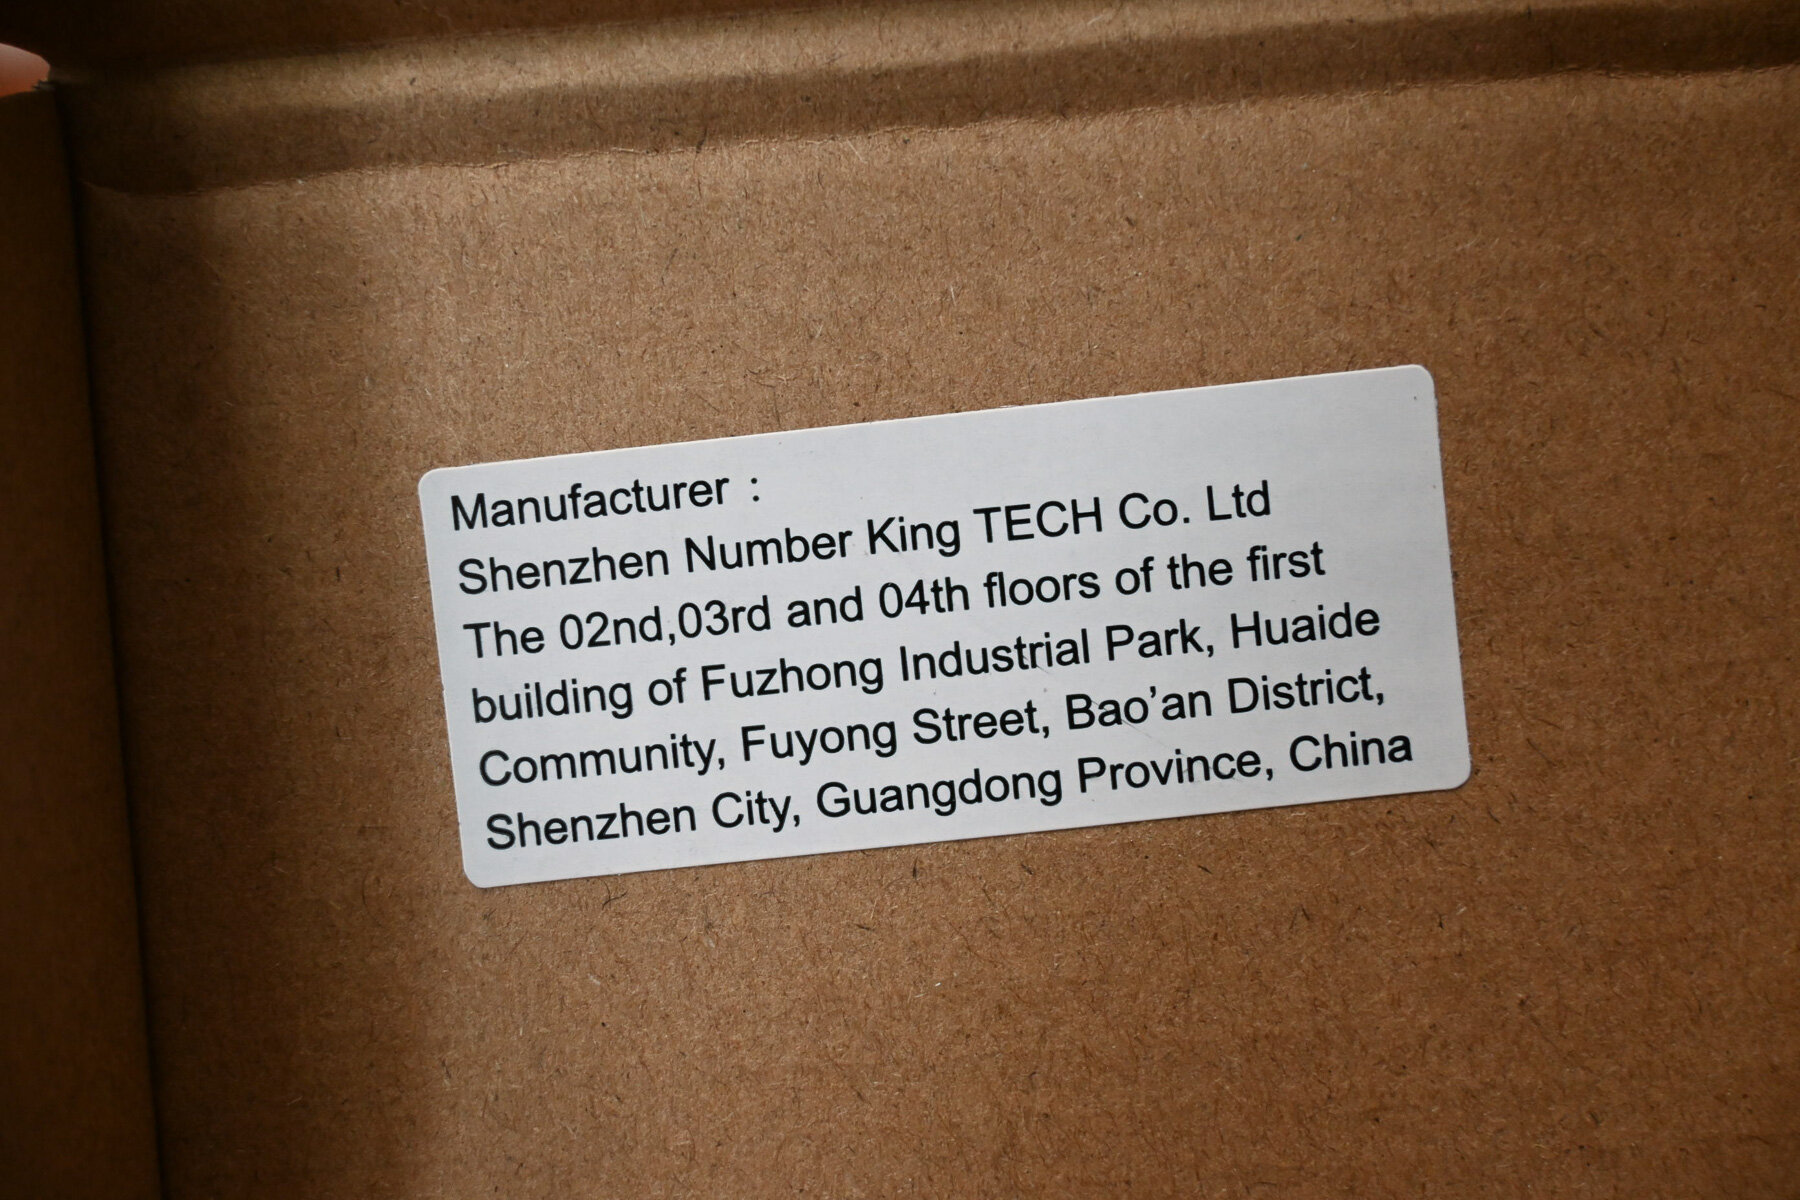 Manufacturer :
Shenzhen Number King TECH Co. Ltd
The 02nd,03rd and 04th floors of the first
building of Fuzhong Industrial Park, Huaide
Community, Fuyong Street, Bao’an District,
Shenzhen City, Guangdong Province, China